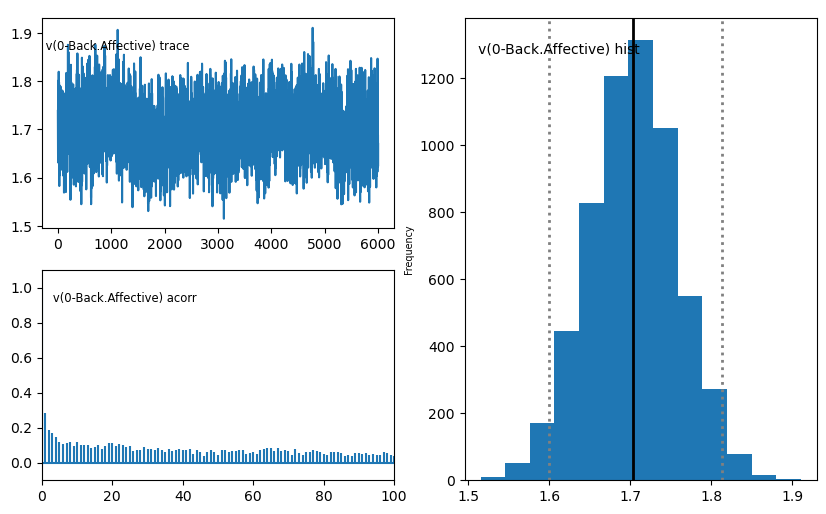 v(0-Back.Affective) trace
1.9
1.8
1.7
1.6
1.5
0 1000 2000 3000 4000 5000 6000
v(0-Back.Affective) acorr
1.0
0.8
0.6
0.4
0.2
0.0
0 20 40 60 80 100
v(0-Back.Affective) hist
Frequency
1200
1000
800
600
400
200
0
1.5 1.6 1.7 1.8 1.9